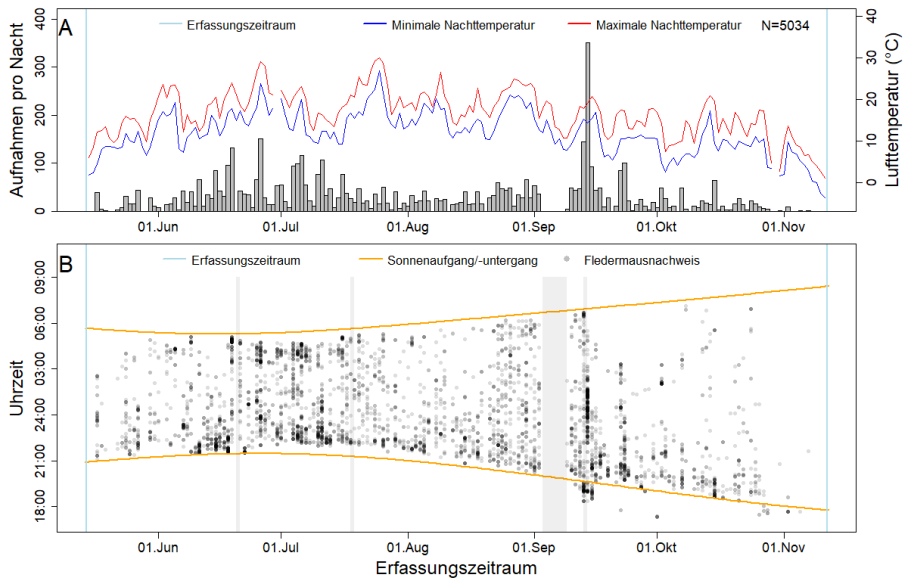 A
Erfassungszeitraum Minimale Nachttemperatur Maximale Nachttemperatur N=5034
Aufnahmen pro Nacht
400
300
200
100
0
40
30
20
10
0
Lufttemperatur (°C)
01.Jun 01.Jul 01.Aug 01.Sep 01.Okt 01.Nov
B
Erfassungszeitraum Sonnenaufgang/-untergang Fledermausnachweis
Uhrzeit
09:00
06:00
03:00
24:00
21:00
18:00
01.Jun 01.Jul 01.Aug 01.Sep 01.Okt 01.Nov
Erfassungszeitraum